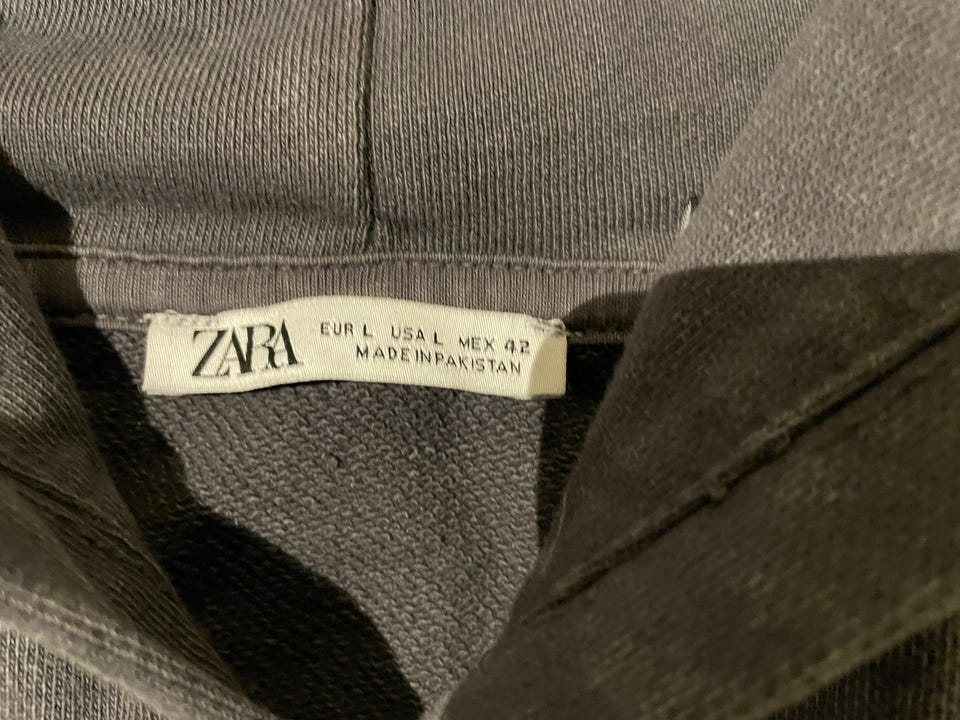 ZARA
EUR L USA L MEX 42
MADE IN PAKISTAN